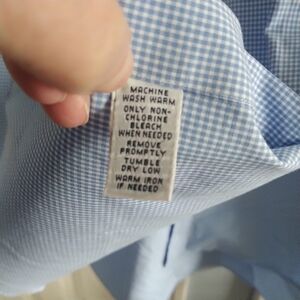 MACHINE
WASH WARM
ONLY NON-
CHLORINE
BLEACH
WHEN NEEDED
REMOVE
PROMPTLY
TUMBLE
DRY LOW
WARM IRON
IF NEEDED